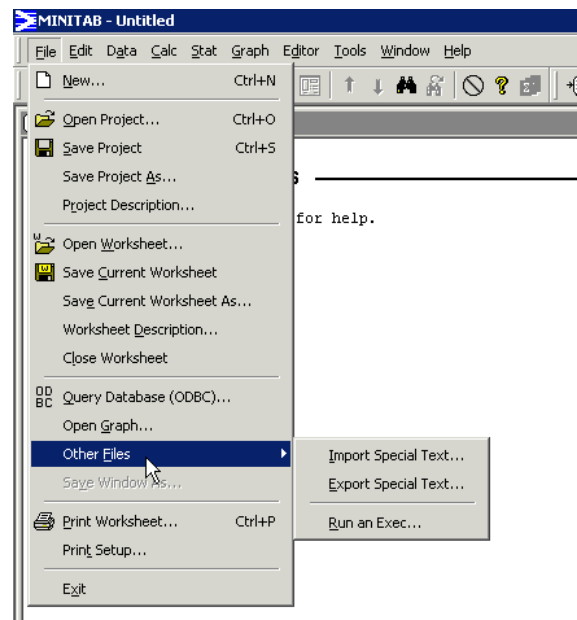 MINITAB - Untitled
File Edit Data Calc Stat Graph Editor Tools Window Help
New... Ctrl+N
Open Project... Ctrl+O
Save Project Ctrl+S
Save Project As...
Project Description...
for help.
Open Worksheet...
Save Current Worksheet
Save Current Worksheet As...
Worksheet Description...
Close Worksheet
Query Database (ODBC)...
Open Graph...
Other Files
Import Special Text...
Save Window As...
Export Special Text...
Print Worksheet... Ctrl+P
Run an Exec...
Print Setup...
Exit